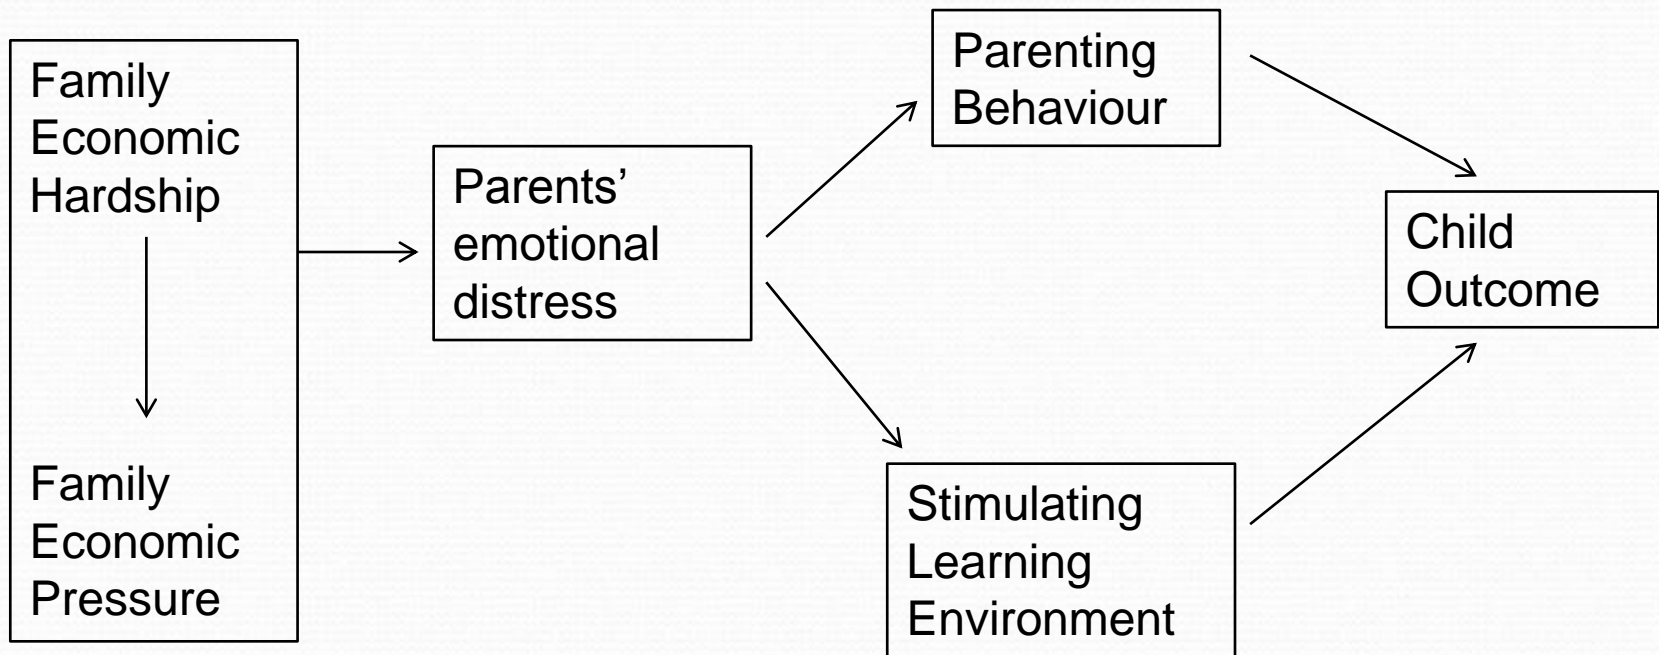 Family
Economic
Hardship
Family
Economic
Pressure
Parents’
emotional
distress
Parenting
Behaviour
Stimulating
Learning
Environment
Child
Outcome